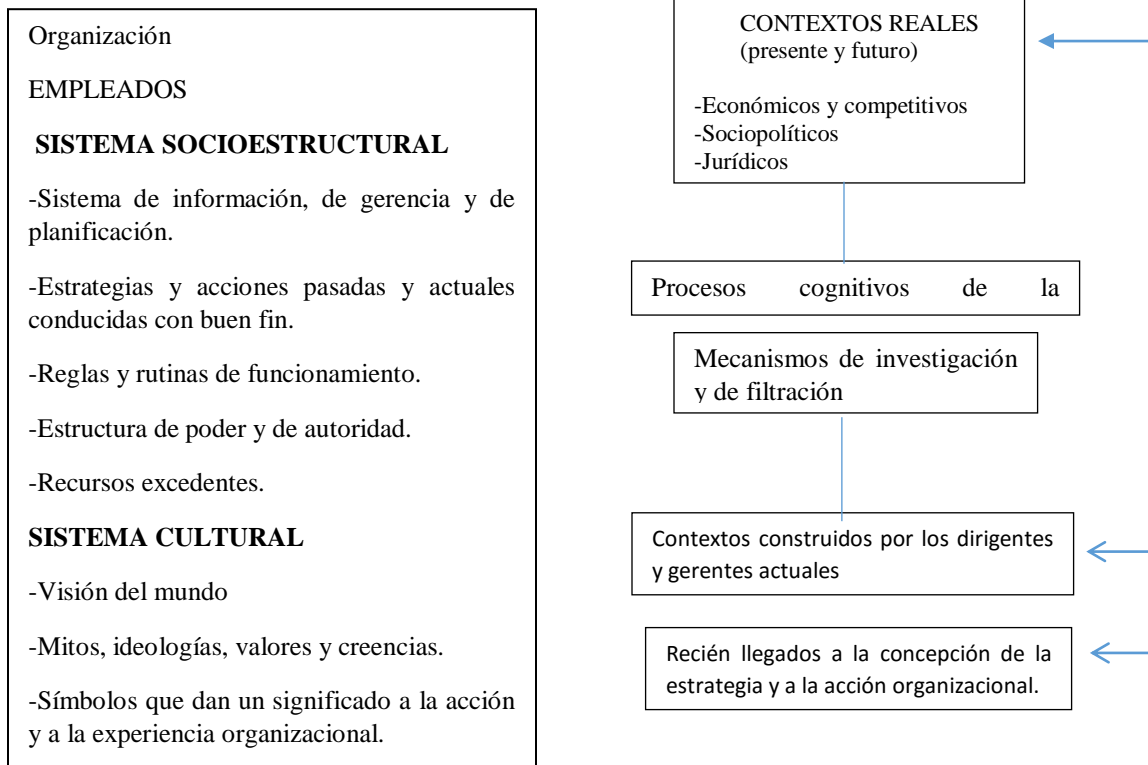 Organización
EMPLEADOS
SISTEMA SOCIOESTRUCTURAL
-Sistema de información, de gerencia y de
planificación.
-Estrategias y acciones pasadas y actuales
conducidas con buen fin.
-Reglas y rutinas de funcionamiento.
-Estructura de poder y de autoridad.
-Recursos excedentes.
SISTEMA CULTURAL
-Visión del mundo
-Mitos, ideologías, valores y creencias.
-Símbolos que dan un significado a la acción
y a la experiencia organizacional.
CONTEXTOS REALES
(presente y futuro)
-Económicos y competitivos
-Sociopolíticos
-Jurídicos
Procesos cognitivos de la
Mecanismos de investigación
y de filtración
Contextos construidos por los dirigentes
y gerentes actuales
Recién llegados a la concepción de la
estrategia y a la acción organizacional.